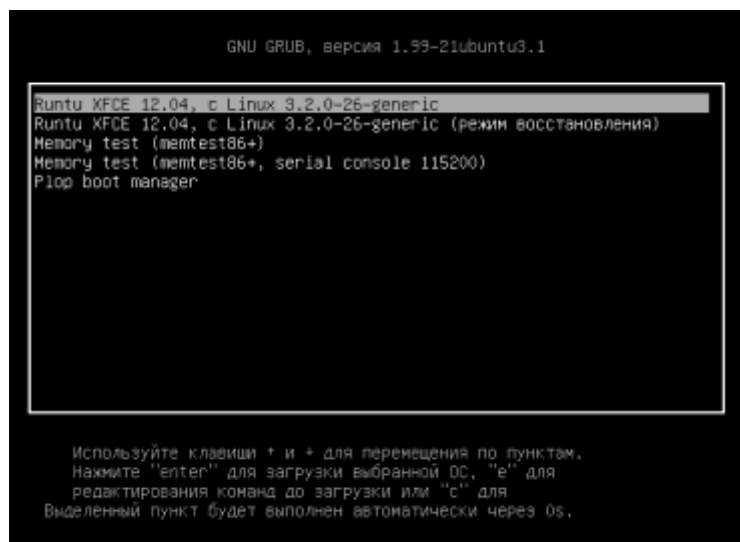 GNU GRUB, версия 1.99-21ubuntu3.1
Runtu XFCE 12.04, с Linux 3.2.0-26-generic
Runtu XFCE 12.04, с Linux 3.2.0-26-generic (режим восстановления)
Memory test (memtest86+)
Memory test (memtest86+, serial console 115200)
Plop boot manager
Используйте клавиши ↑ и ↓ для перемещения по пунктам.
Нажмите "enter" для загрузки выбранной ОС, "e" для
редактирования команд до загрузки или "c" для
Выделенный пункт будет выполнен автоматически через 0s.